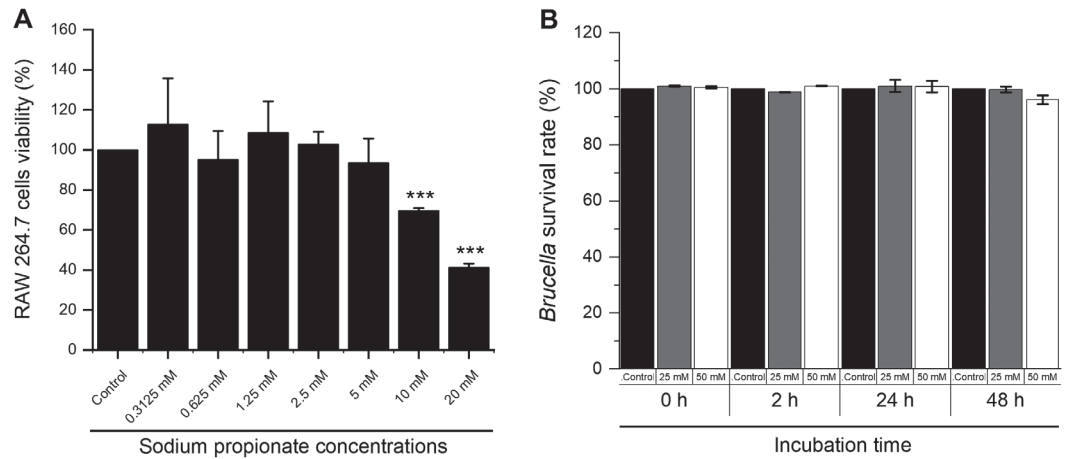 A
RAW 264.7 cells viability (%)
160
140
120
100
80
60
40
20
0
***
***
Control
0.3125 mM
0.625 mM
1.25 mM
2.5 mM
5 mM
10 mM
20 mM
Sodium propionate concentrations
B
Brucella survival rate (%)
120
100
80
60
40
20
0
.Control 25 mM 50 mM .Control 25 mM 50 mM .Control 25 mM 50 mM .Control 25 mM 50 mM
0 h 2 h 24 h 48 h
Incubation time